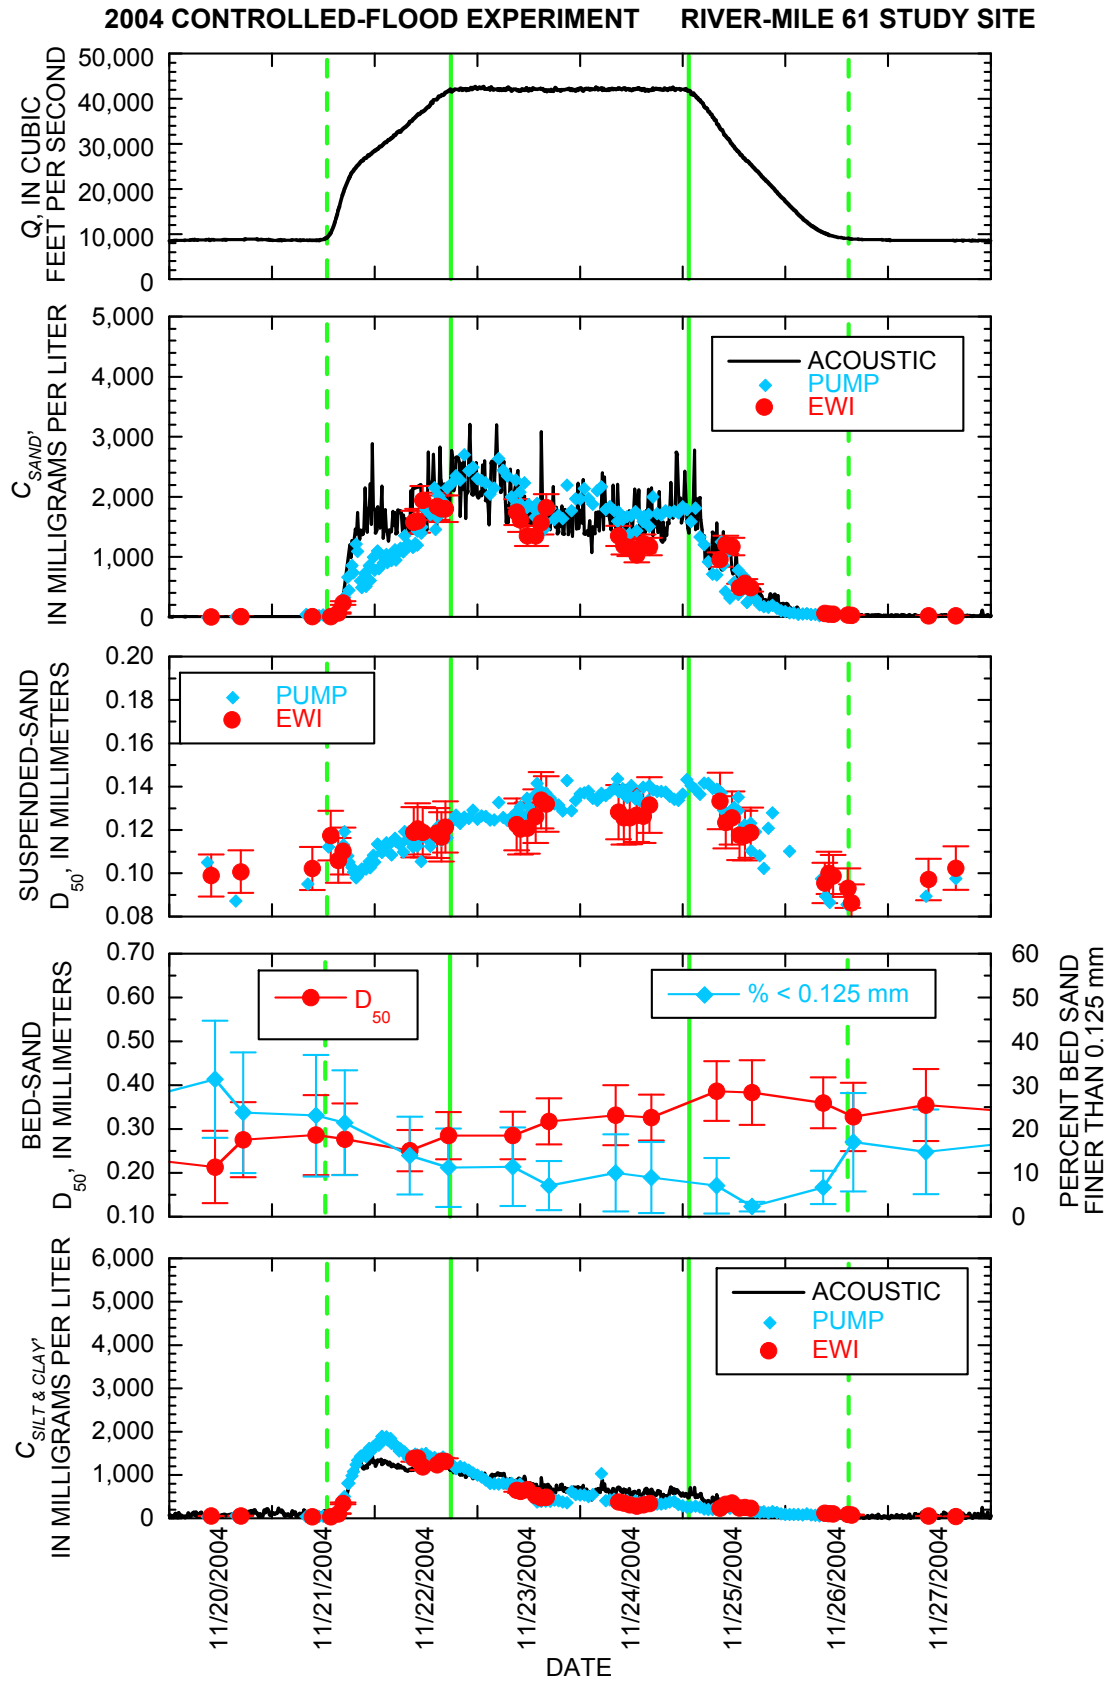 2004 CONTROLLED-FLOOD EXPERIMENT RIVER-MILE 61 STUDY SITE
Q, IN CUBIC
FEET PER SECOND
50,000
40,000
30,000
20,000
10,000
0
C SAND,
IN MILLIGRAMS PER LITER
5,000
4,000
3,000
2,000
1,000
0
ACOUSTIC
PUMP
EWI
SUSPENDED-SAND
D50, IN MILLIMETERS
0.20
0.18
0.16
0.14
0.12
0.10
0.08
PUMP
EWI
BED-SAND
D50, IN MILLIMETERS
0.70
0.60
0.50
0.40
0.30
0.20
0.10
D50
% < 0.125 mm
60
50
40
30
20
10
0
PERCENT BED SAND
FINER THAN 0.125 mm
C SILT & CLAY,
IN MILLIGRAMS PER LITER
6,000
5,000
4,000
3,000
2,000
1,000
0
ACOUSTIC
PUMP
EWI
11/20/2004
11/21/2004
11/22/2004
11/23/2004
11/24/2004
11/25/2004
11/26/2004
11/27/2004
DATE